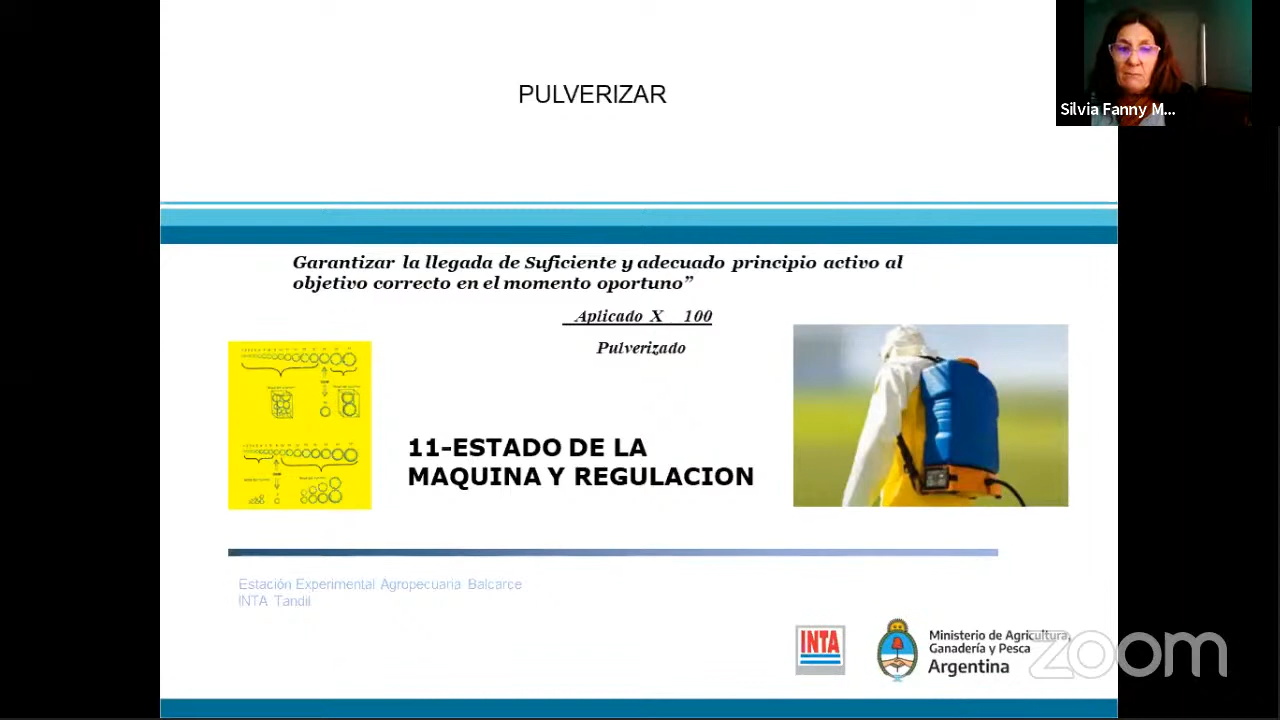 PULVERIZAR
Silvia Fanny M...
Garantizar la llegada de Suficiente y adecuado principio activo al
objetivo correcto en el momento oportuno”
Aplicado X 100
Pulverizado
11-ESTADO DE LA
MAQUINA Y REGULACION
Estación Experimental Agropecuaria Balcarce
INTA Tandil
INTA
Ministerio de Agricultura,
Ganadería y Pesca
Argentina
zoom